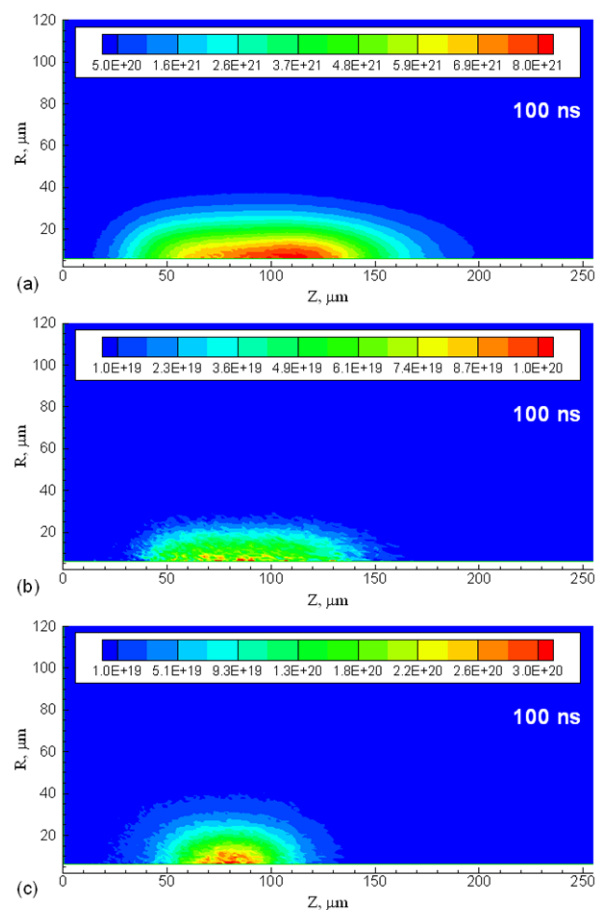 120
100
80
60
40
20
R, μm
5.0E+20 1.6E+21 2.6E+21 3.7E+21 4.8E+21 5.9E+21 6.9E+21 8.0E+21
100 ns
0 50 100 150 200 250
(a)
Z, μm
120
100
80
60
40
20
R, μm
1.0E+19 2.3E+19 3.6E+19 4.9E+19 6.1E+19 7.4E+19 8.7E+19 1.0E+20
100 ns
0 50 100 150 200 250
(b)
Z, μm
120
100
80
60
40
20
R, μm
1.0E+19 5.1E+19 9.3E+19 1.3E+20 1.8E+20 2.2E+20 2.6E+20 3.0E+20
100 ns
0 50 100 150 200 250
(c)
Z, μm